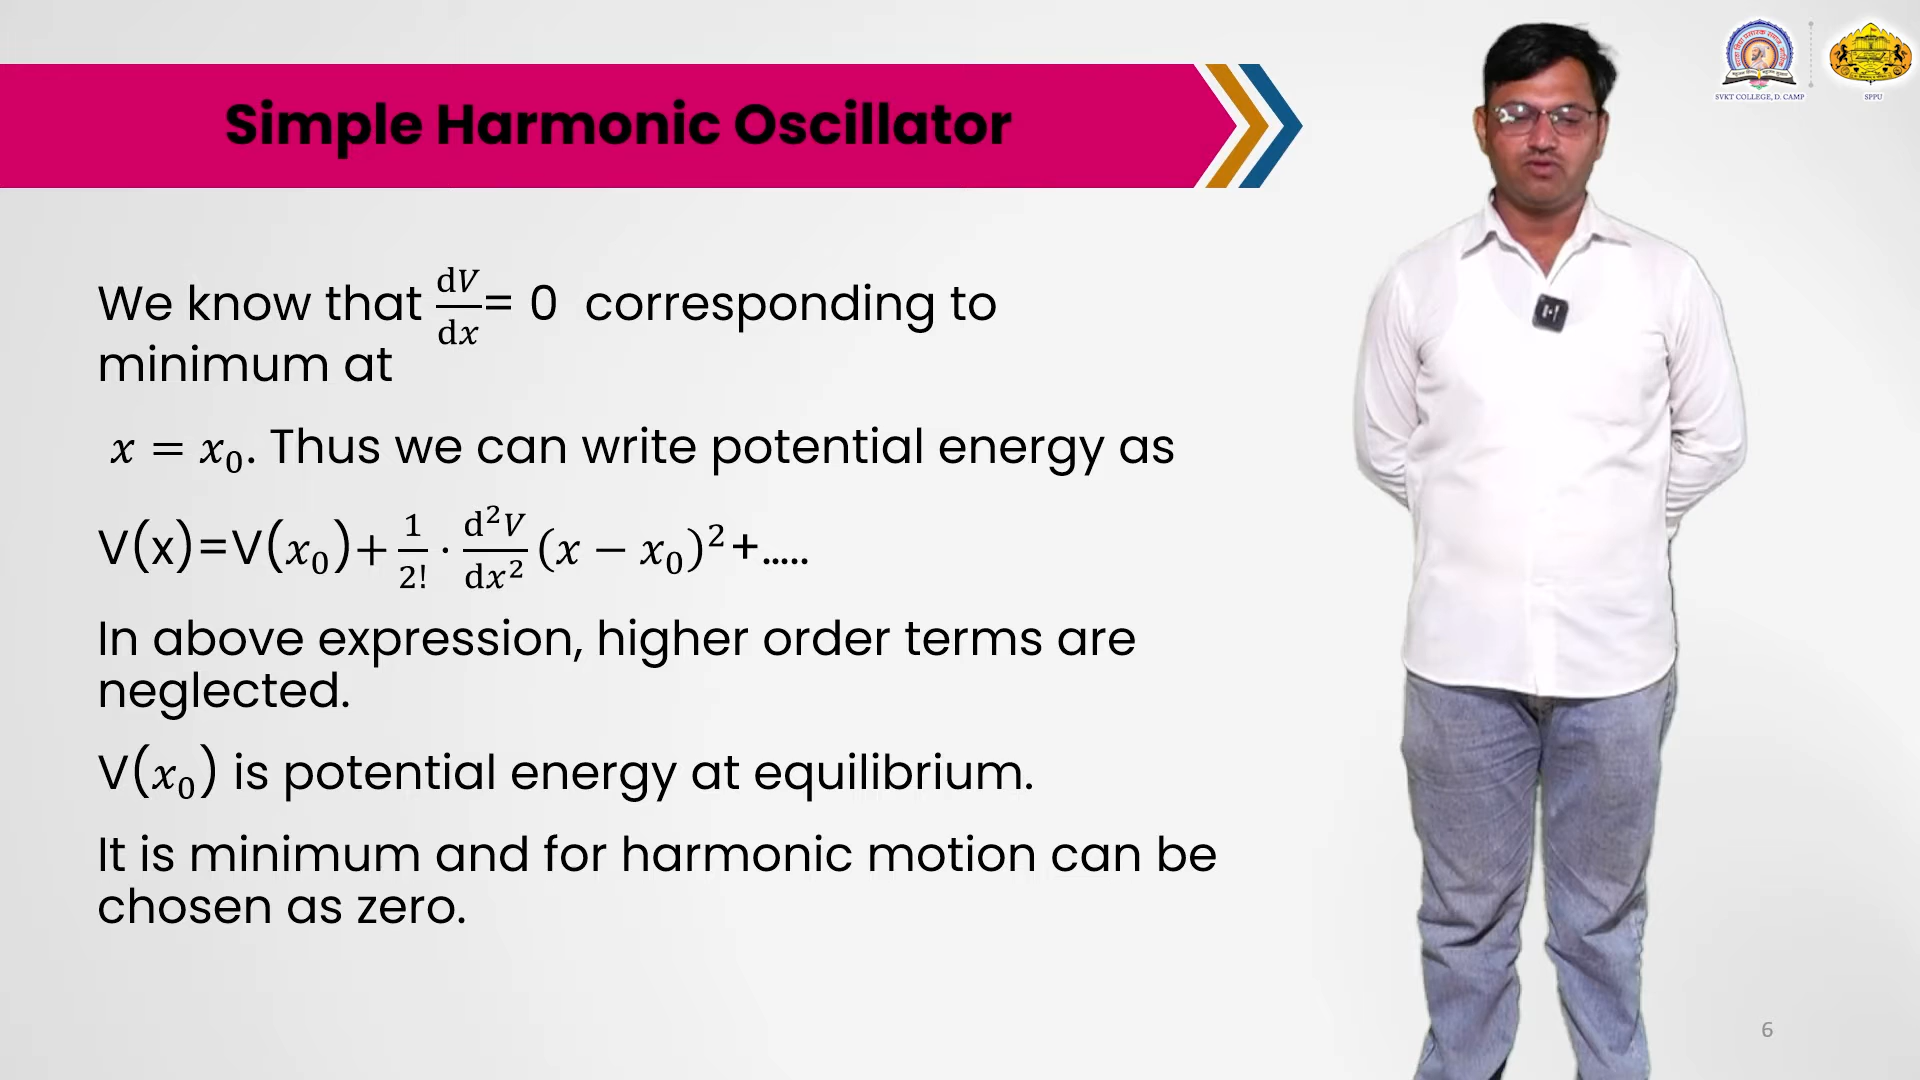 Simple Harmonic Oscillator
SVKT COLLEGE, D. CAMP
SPPU
We know that dV/dx= 0 corresponding to
minimum at
x = x₀. Thus we can write potential energy as
V(x)=V(x₀)+ 1/2! · d²V/dx² (x − x₀)²+.....
In above expression, higher order terms are
neglected.
V(x₀) is potential energy at equilibrium.
It is minimum and for harmonic motion can be
chosen as zero.
6